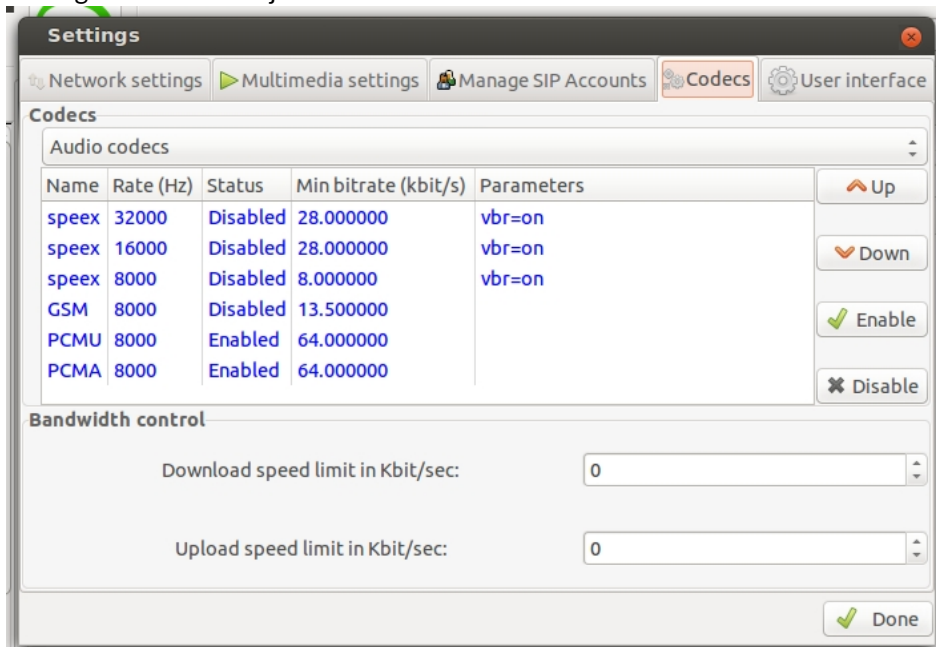 Settings
Network settings Multimedia settings Manage SIP Accounts Codecs User interface
Codecs
Audio codecs
Name Rate (Hz) Status Min bitrate (kbit/s) Parameters
Up
speex 32000 Disabled 28.000000 vbr=on
speex 16000 Disabled 28.000000 vbr=on
Down
speex 8000 Disabled 8.000000 vbr=on
GSM 8000 Disabled 13.500000
Enable
PCMU 8000 Enabled 64.000000
PCMA 8000 Enabled 64.000000
Disable
Bandwidth control
Download speed limit in Kbit/sec: 0
Upload speed limit in Kbit/sec: 0
Done